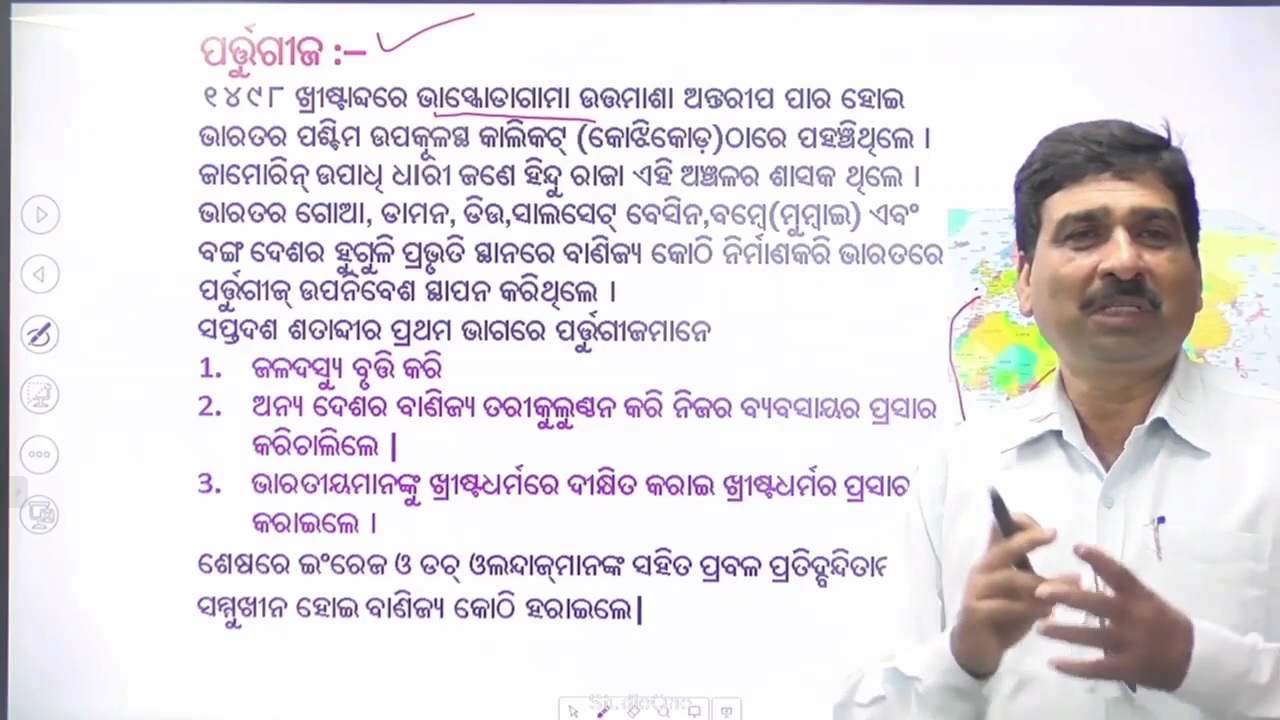 ପର୍ତ୍ତୁଗୀଜ :–
୧୪୯୮ ଖ୍ରୀଷ୍ଟାବ୍ଦରେ ଭାସ୍କୋଡାଗାମା ଉତ୍ତମାଶା ଅନ୍ତରୀପ ପାର ହୋଇ
ଭାରତର ପଶ୍ଚିମ ଉପକୂଳସ୍ଥ କାଲିକଟ୍ (କୋଝିକୋଡ଼)ଠାରେ ପହଞ୍ଚିଥିଲେ ।
ଜାମୋରିନ୍ ଉପାଧି ଧାରୀ ଜଣେ ହିନ୍ଦୁ ରାଜା ଏହି ଅଞ୍ଚଳର ଶାସକ ଥିଲେ ।
ଭାରତର ଗୋଆ, ଡାମନ, ଡିଉ,ସାଲସେଟ୍ ବେସିନ,ବମ୍ବେ(ମୁମ୍ବାଇ) ଏବଂ
ବଙ୍ଗ ଦେଶର ହୁଗୁଳି ପ୍ରଭୃତି ସ୍ଥାନରେ ବାଣିଜ୍ୟ କୋଠି ନିର୍ମାଣକରି ଭାରତରେ
ପର୍ତ୍ତୁଗୀଜ୍ ଉପନିବେଶ ସ୍ଥାପନ କରିଥିଲେ ।
ସପ୍ତଦଶ ଶତାବ୍ଦୀର ପ୍ରଥମ ଭାଗରେ ପର୍ତ୍ତୁଗୀଜମାନେ
1. ଜଳଦସ୍ୟୁ ବୃତ୍ତି କରି
2. ଅନ୍ୟ ଦେଶର ବାଣିଜ୍ୟ ତରୀକୁଲୁଣ୍ଠନ କରି ନିଜର ବ୍ୟବସାୟର ପ୍ରସାର
କରିଚାଲିଲେ |
3. ଭାରତୀୟମାନଙ୍କୁ ଖ୍ରୀଷ୍ଟଧର୍ମରେ ଦୀକ୍ଷିତ କରାଇ ଖ୍ରୀଷ୍ଟଧର୍ମର ପ୍ରସାର
କରାଇଲେ ।
ଶେଷରେ ଇଂରେଜ ଓ ଡଚ୍ ଓଲନ୍ଦାଜ୍‌ମାନଙ୍କ ସହିତ ପ୍ରବଳ ପ୍ରତିଦ୍ୱନ୍ଦିତାର
ସମ୍ମୁଖୀନ ହୋଇ ବାଣିଜ୍ୟ କୋଠି ହରାଇଲେ|